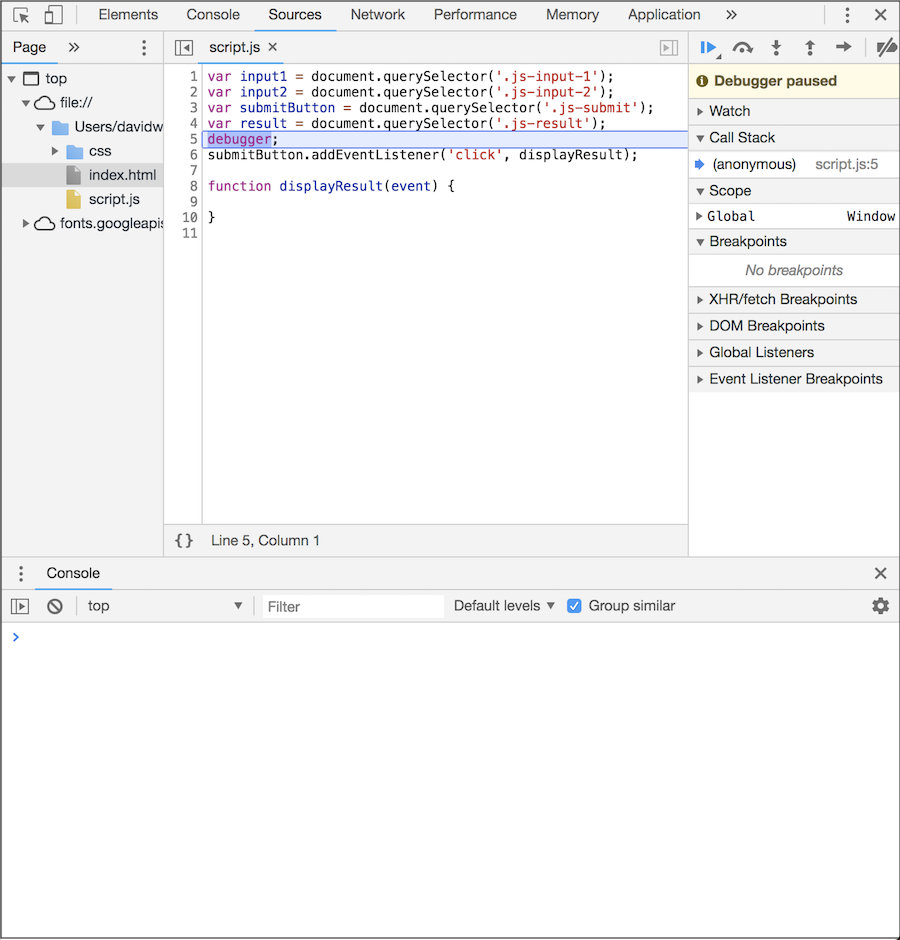 Elements Console Sources Network Performance Memory Application »
Page » script.js ×
top
file://
Users/davidw
css
index.html
script.js
fonts.googleapis
1 var input1 = document.querySelector('.js-input-1');
2 var input2 = document.querySelector('.js-input-2');
3 var submitButton = document.querySelector('.js-submit');
4 var result = document.querySelector('.js-result');
5 debugger;
6 submitButton.addEventListener('click', displayResult);
7
8 function displayResult(event) {
9
10 }
11
{} Line 5, Column 1
Debugger paused
Watch
Call Stack
(anonymous) script.js:5
Scope
Global Window
Breakpoints
No breakpoints
XHR/fetch Breakpoints
DOM Breakpoints
Global Listeners
Event Listener Breakpoints
Console
top Filter Default levels Group similar
>